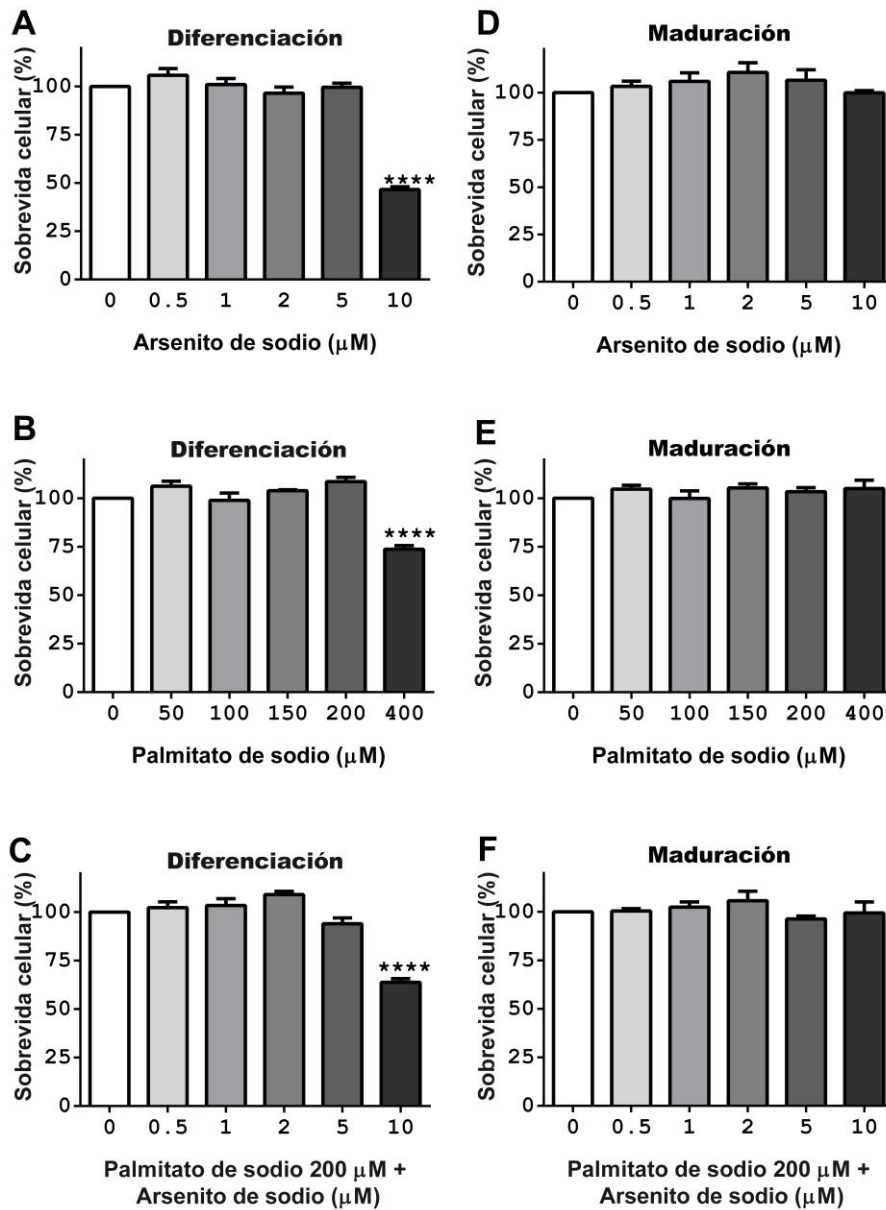 A
Diferenciación
Sobrevida celular (%)
100
75
50
25
0
****
0 0.5 1 2 5 10
Arsenito de sodio (μM)
D
Maduración
Sobrevida celular (%)
100
75
50
25
0
0 0.5 1 2 5 10
Arsenito de sodio (μM)
B
Diferenciación
Sobrevida celular (%)
100
75
50
25
0
****
0 50 100 150 200 400
Palmitato de sodio (μM)
E
Maduración
Sobrevida celular (%)
100
75
50
25
0
0 50 100 150 200 400
Palmitato de sodio (μM)
C
Diferenciación
Sobrevida celular (%)
100
75
50
25
0
****
0 0.5 1 2 5 10
Palmitato de sodio 200 μM +
Arsenito de sodio (μM)
F
Maduración
Sobrevida celular (%)
100
75
50
25
0
0 0.5 1 2 5 10
Palmitato de sodio 200 μM +
Arsenito de sodio (μM)